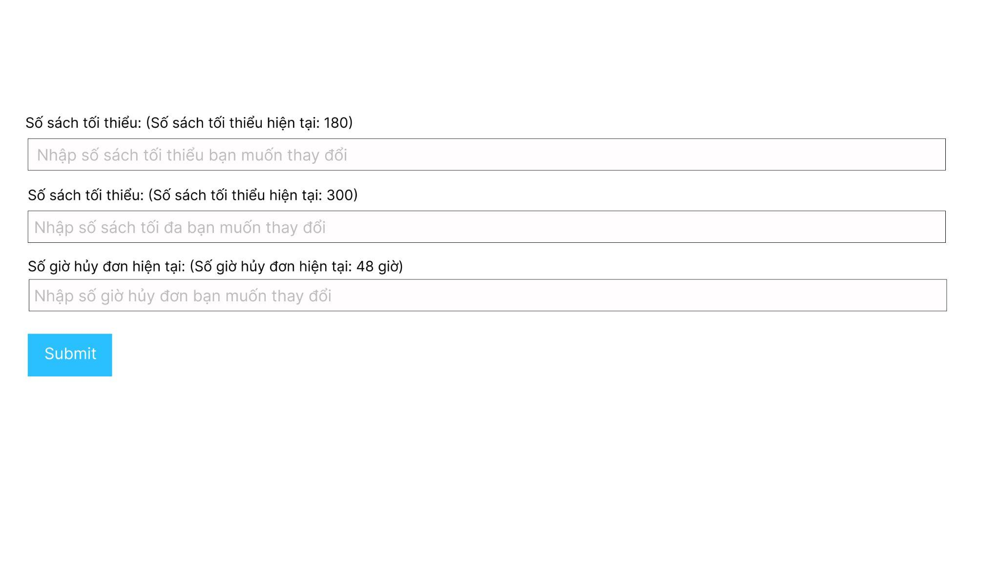 Số sách tối thiểu: (Số sách tối thiểu hiện tại: 180)
Nhập số sách tối thiểu bạn muốn thay đổi
Số sách tối thiểu: (Số sách tối thiểu hiện tại: 300)
Nhập số sách tối đa bạn muốn thay đổi
Số giờ hủy đơn hiện tại: (Số giờ hủy đơn hiện tại: 48 giờ)
Nhập số giờ hủy đơn bạn muốn thay đổi
Submit